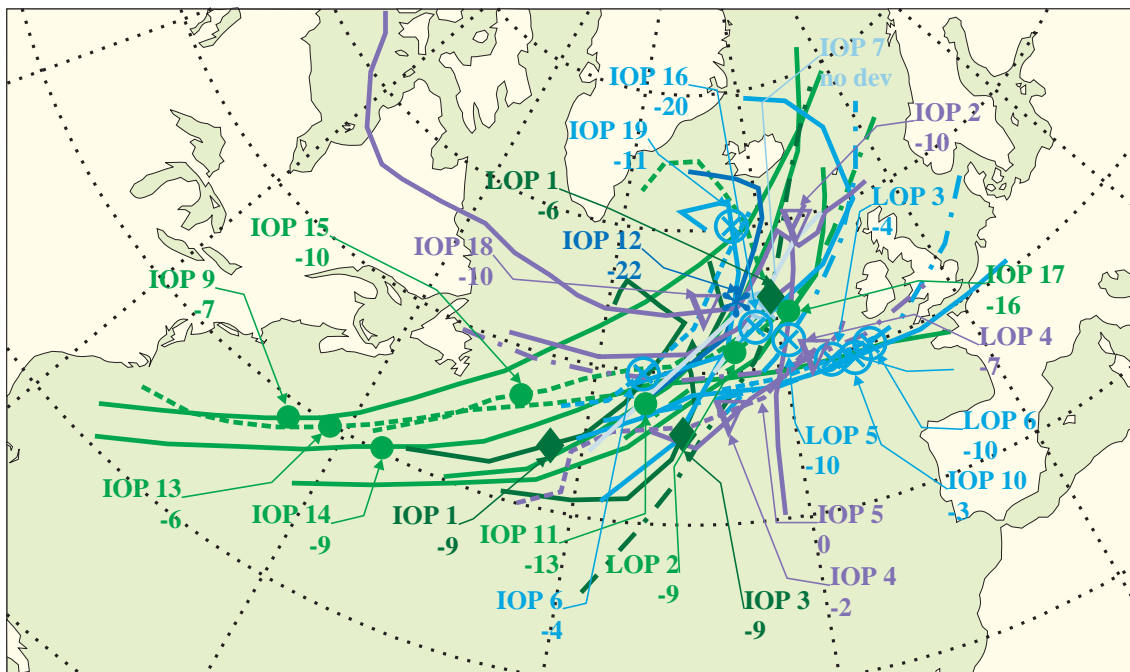 IOP 7
no dev
IOP 16
-20
IOP 2
-10
IOP 19
-11
LOP 1
-6
LOP 3
-4
IOP 15
-10
IOP 18
-10
IOP 12
-22
IOP 9
-7
IOP 17
-16
LOP 4
-7
LOP 6
-10
LOP 5
-10
IOP 10
-3
IOP 13
-6
IOP 14
-9
IOP 1
-9
IOP 11
-13
LOP 2
-9
IOP 5
0
IOP 4
-2
IOP 6
-4
IOP 3
-9